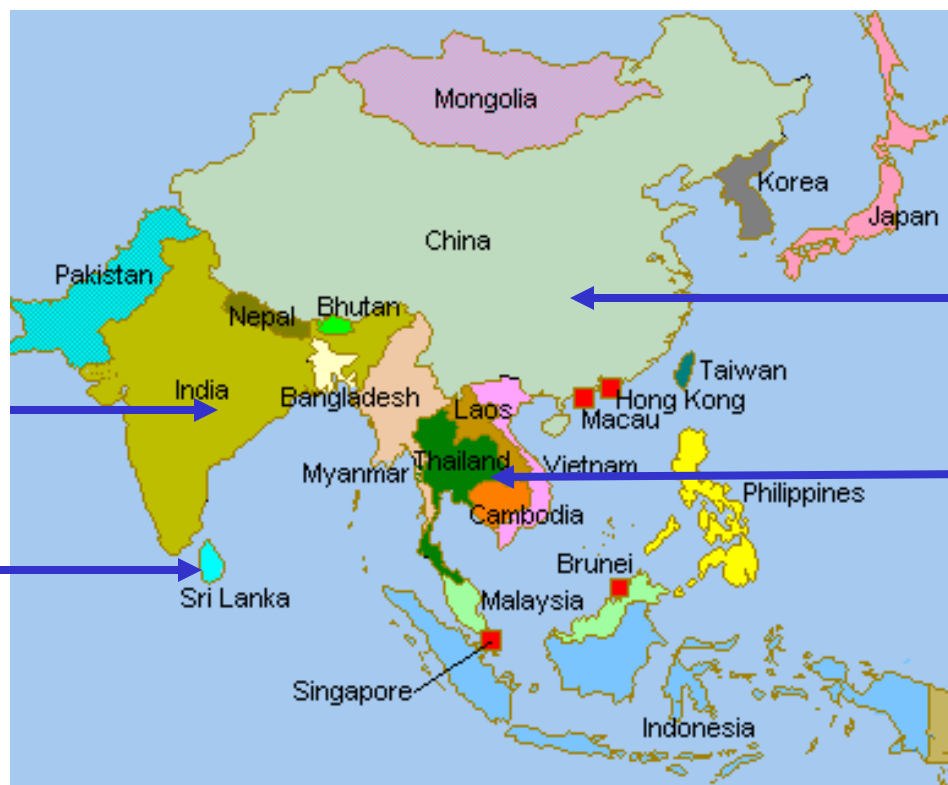 Mongolia
Korea
Japan
China
Pakistan
Bhutan
Nepal
Taiwan
India
Bangladesh
Hong Kong
Laos
Macau
Myanmar
Thailand
Vietnam
Philippines
Cambodia
Brunei
Sri Lanka
Malaysia
Singapore
Indonesia